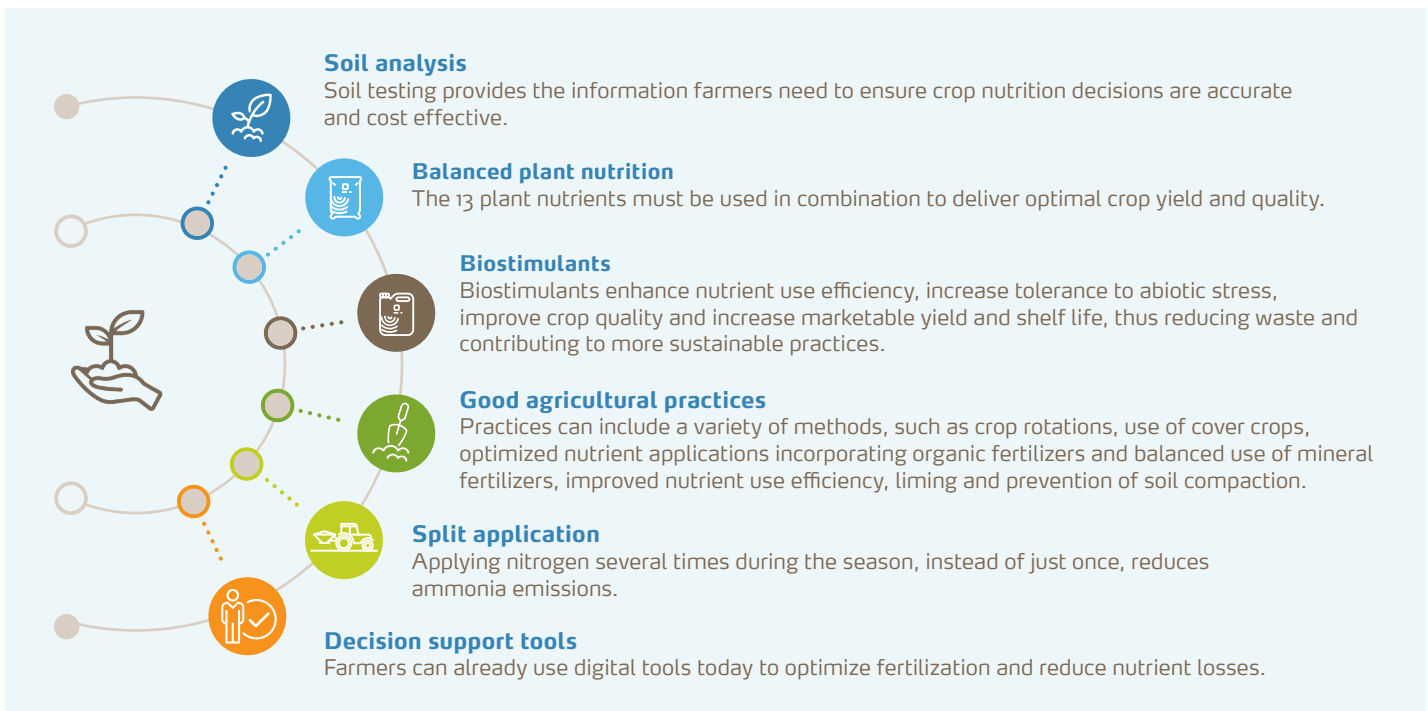 Soil analysis
Soil testing provides the information farmers need to ensure crop nutrition decisions are accurate
and cost effective.
Balanced plant nutrition
The 13 plant nutrients must be used in combination to deliver optimal crop yield and quality.
Biostimulants
Biostimulants enhance nutrient use efficiency, increase tolerance to abiotic stress,
improve crop quality and increase marketable yield and shelf life, thus reducing waste and
contributing to more sustainable practices.
Good agricultural practices
Practices can include a variety of methods, such as crop rotations, use of cover crops,
optimized nutrient applications incorporating organic fertilizers and balanced use of mineral
fertilizers, improved nutrient use efficiency, liming and prevention of soil compaction.
Split application
Applying nitrogen several times during the season, instead of just once, reduces
ammonia emissions.
Decision support tools
Farmers can already use digital tools today to optimize fertilization and reduce nutrient losses.